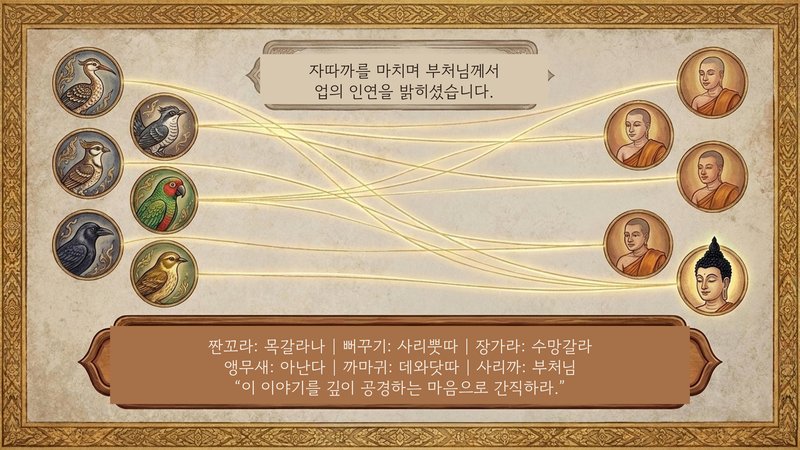 자따까를 마치며 부처님께서
업의 인연을 밝히셨습니다.
짠꼬라: 목갈라나 | 뻐꾸기: 사리뿟따 | 장가라: 수망갈라
앵무새: 아난다 | 까마귀: 데와닷따 | 사리까: 부처님
“이 이야기를 깊이 공경하는 마음으로 간직하라.”